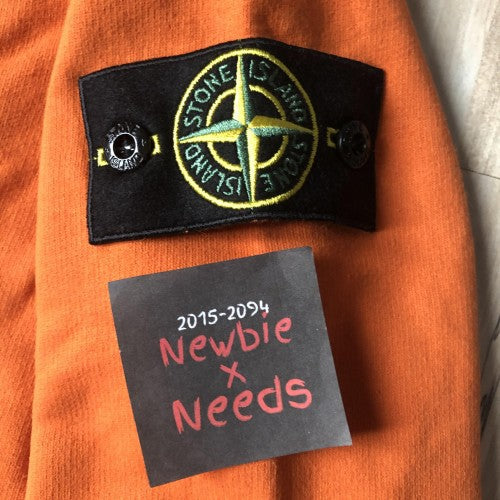 STONE ISLAND
STONE ISLAND
2015-2094
Newbie
x
Needs